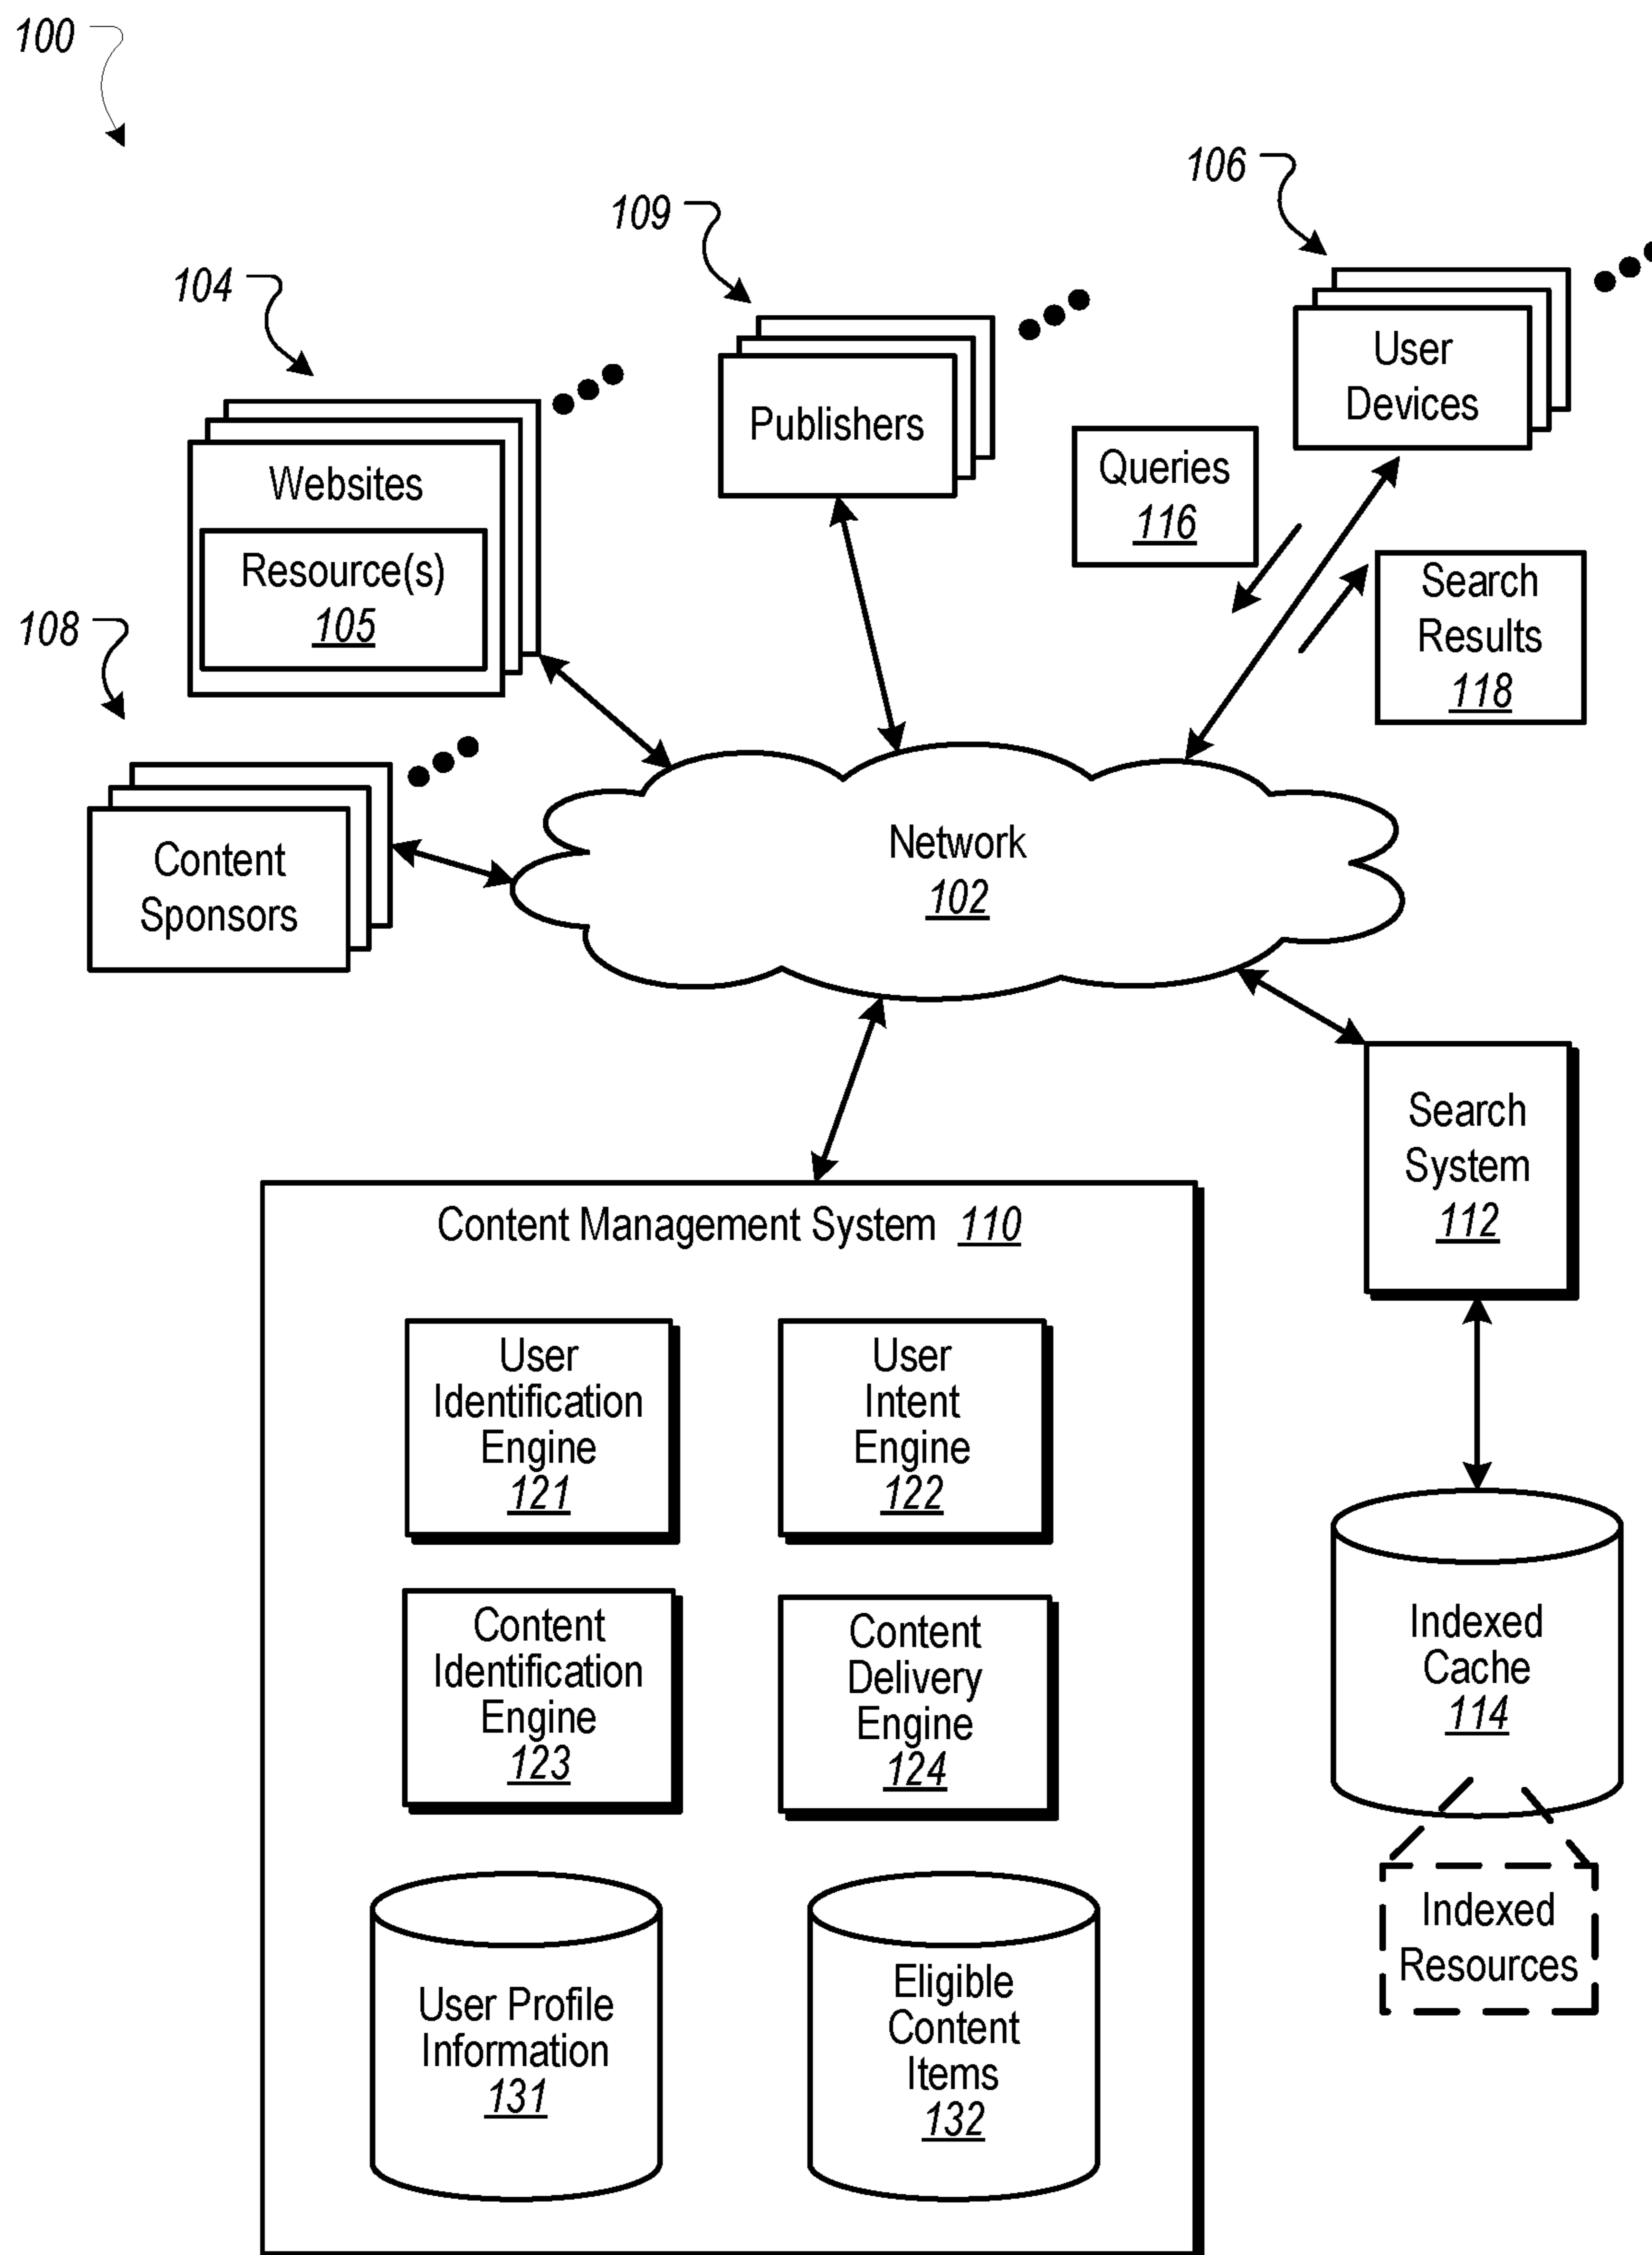 100
106
109
104
User
Devices
Publishers
Queries
116
Websites
Resource(s)
105
Search
Results
118
108
Content
Sponsors
Network
102
Search
System
112
Content Management System 110
User
Identification
Engine
121
User
Intent
Engine
122
Content
Identification
Engine
123
Content
Delivery
Engine
124
Indexed
Cache
114
Indexed
Resources
User Profile
Information
131
Eligible
Content
Items
132